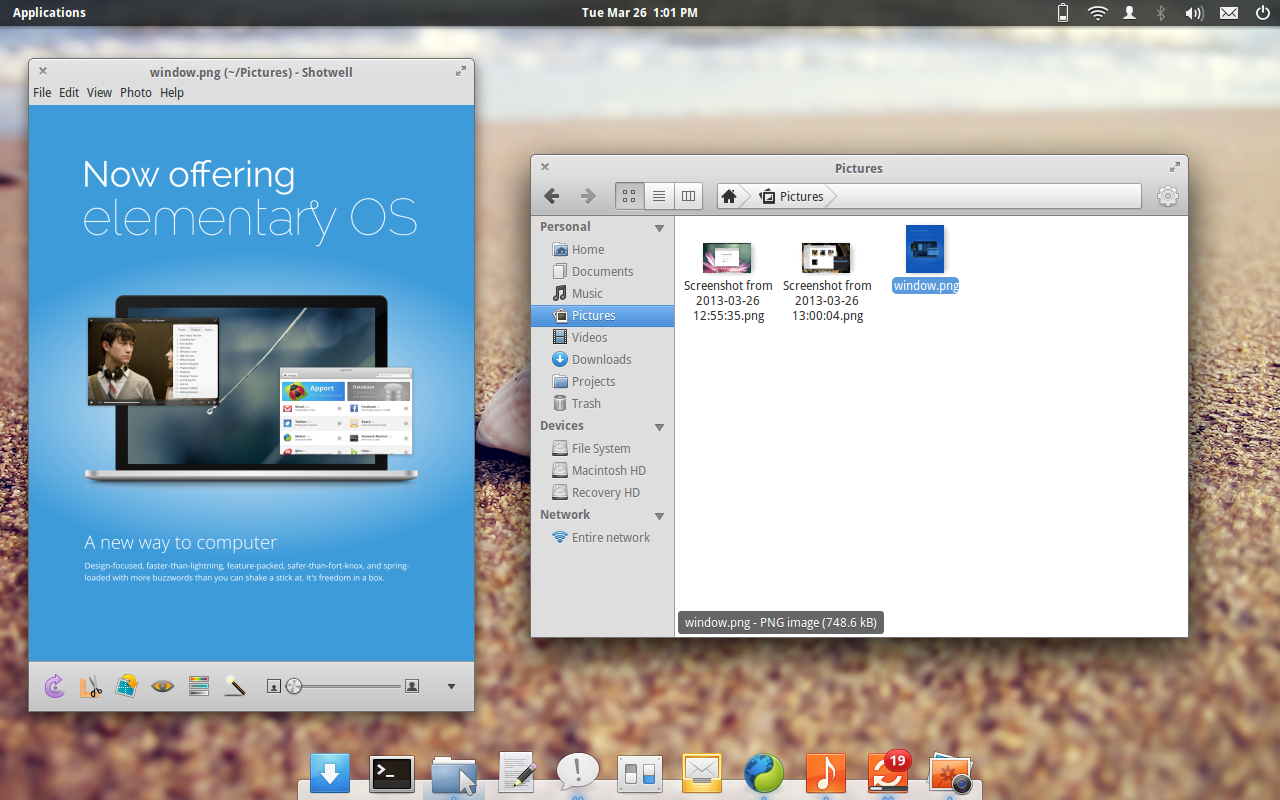 Applications
Tue Mar 26 1:01 PM
window.png (~/Pictures) - Shotwell
File Edit View Photo Help
Now offering
elementary OS
Apport
Database
A new way to computer
Design-focused, faster-than-lightning, feature-packed, safer-than-fort-knox, and spring-
loaded with more buzzwords than you can shake a stick at. It's freedom in a box.
Pictures
Pictures
Personal
Home
Documents
Music
Pictures
Videos
Downloads
Projects
Trash
Devices
File System
Macintosh HD
Recovery HD
Network
Entire network
Screenshot from
2013-03-26
12:55:35.png
Screenshot from
2013-03-26
13:00:04.png
window.png
window.png - PNG image (748.6 kB)
19